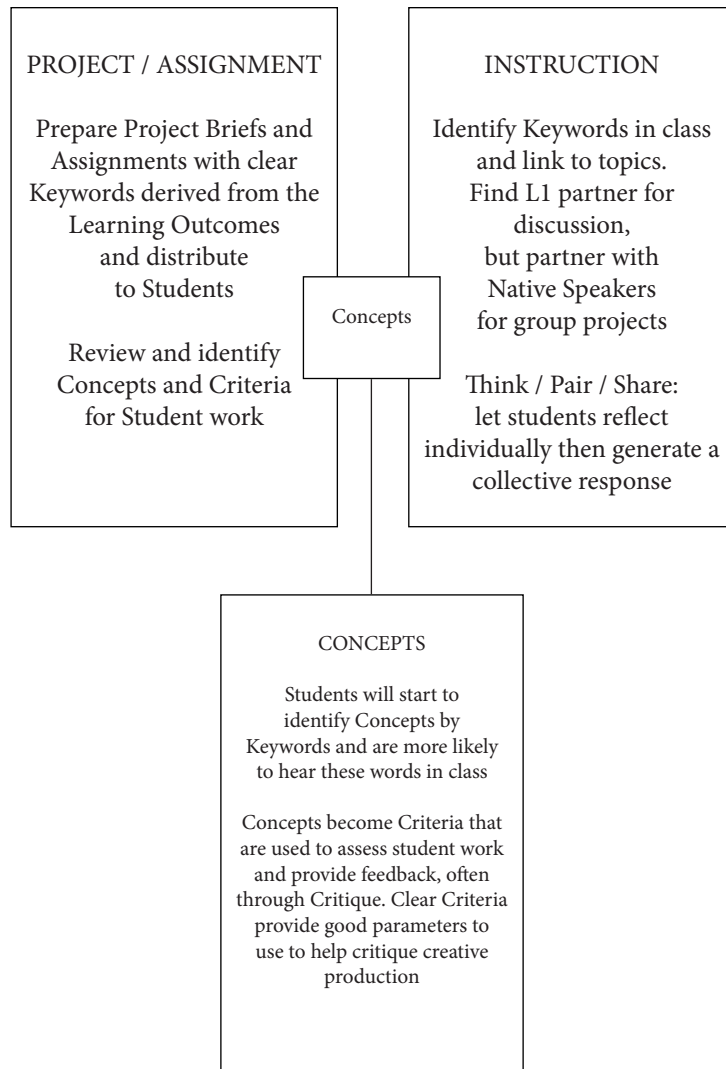 PROJECT / ASSIGNMENT
Prepare Project Briefs and
Assignments with clear
Keywords derived from the
Learning Outcomes
and distribute
to Students
Review and identify
Concepts and Criteria
for Student work
Concepts
INSTRUCTION
Identify Keywords in class
and link to topics.
Find L1 partner for
discussion,
but partner with
Native Speakers
for group projects
Think / Pair / Share:
let students reflect
individually then generate a
collective response
CONCEPTS
Students will start to
identify Concepts by
Keywords and are more likely
to hear these words in class
Concepts become Criteria that
are used to assess student work
and provide feedback, often
through Critique. Clear Criteria
provide good parameters to
use to help critique creative
production